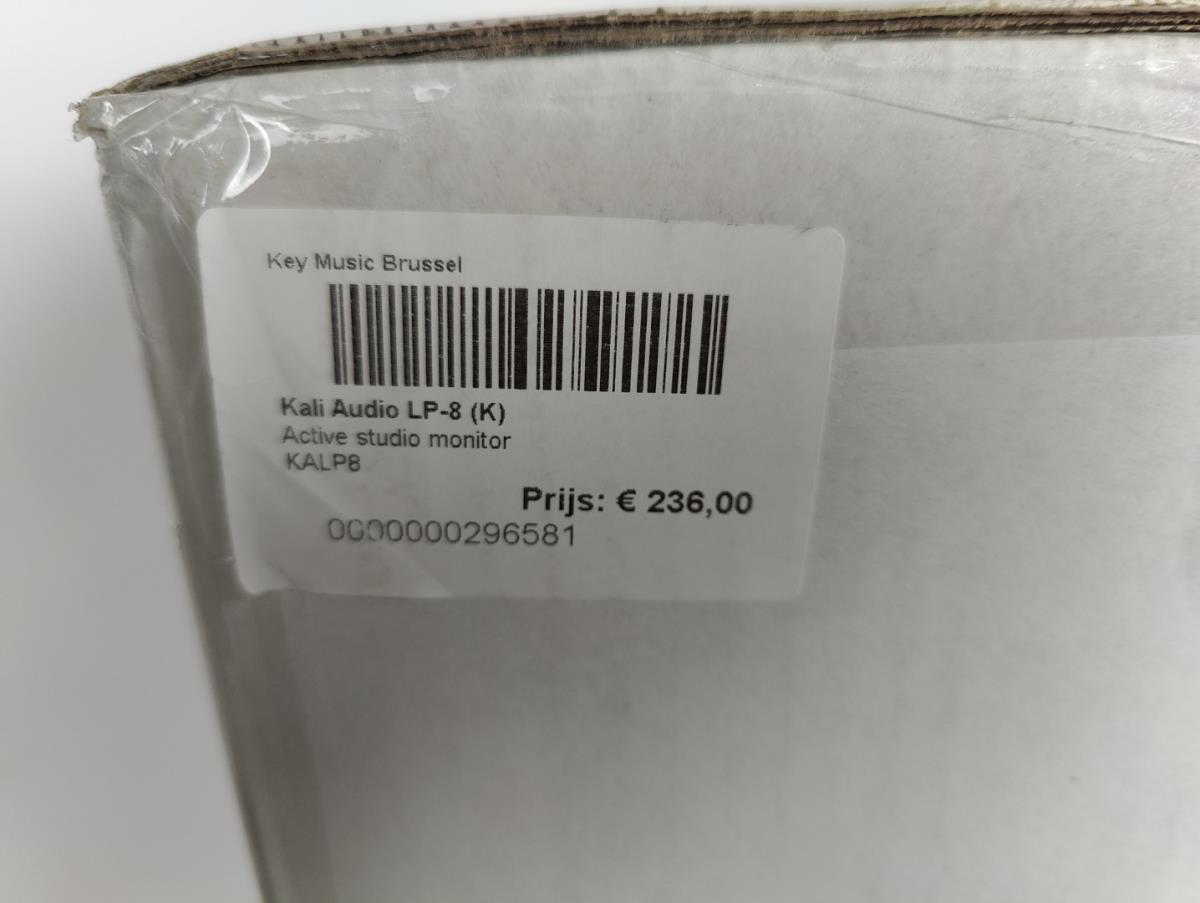 Key Music Brussel
Kali Audio LP-8 (K)
Active studio monitor
KALP8
Prijs: € 236,00
0000000296581